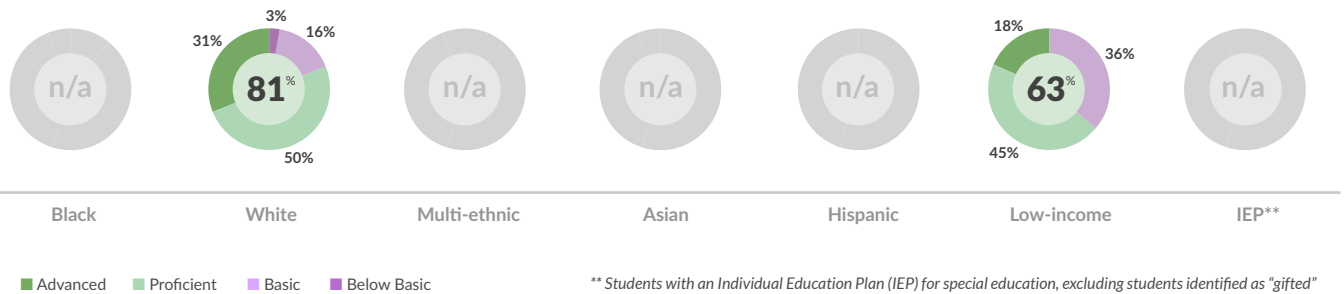 3%
31%
16%
18%
36%
n/a
81%
n/a
n/a
n/a
63%
n/a
50%
45%
Black
White
Multi-ethnic
Asian
Hispanic
Low-income
IEP**
Advanced
Proficient
Basic
Below Basic
** Students with an Individual Education Plan (IEP) for special education, excluding students identified as “gifted”